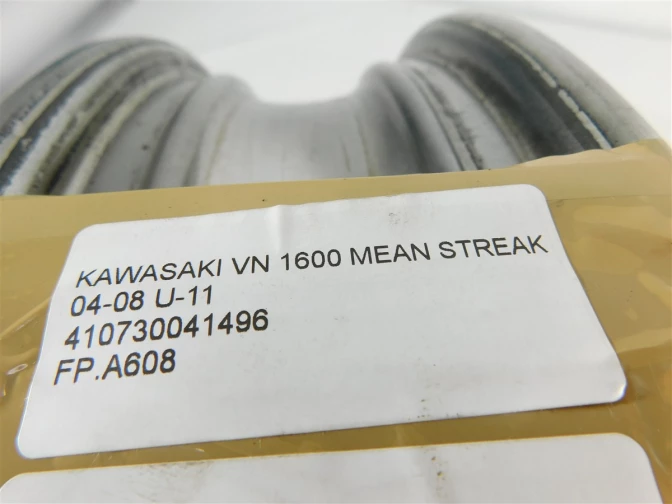 KAWASAKI VN 1600 MEAN STREAK
04-08 U-11
410730041496
FP.A608